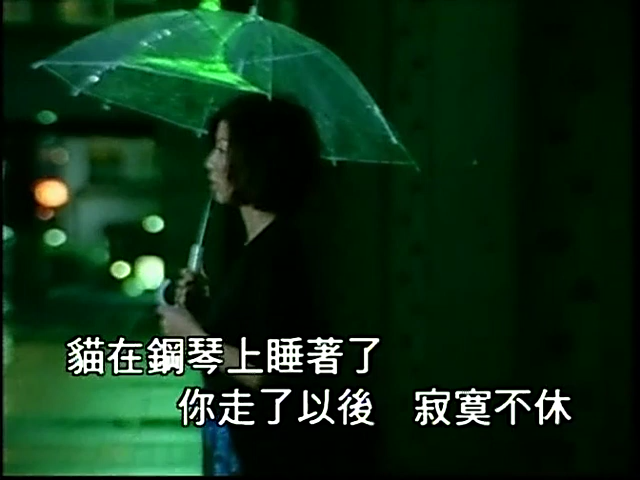 貓在鋼琴上睡著了
你走了以後　寂寞不休